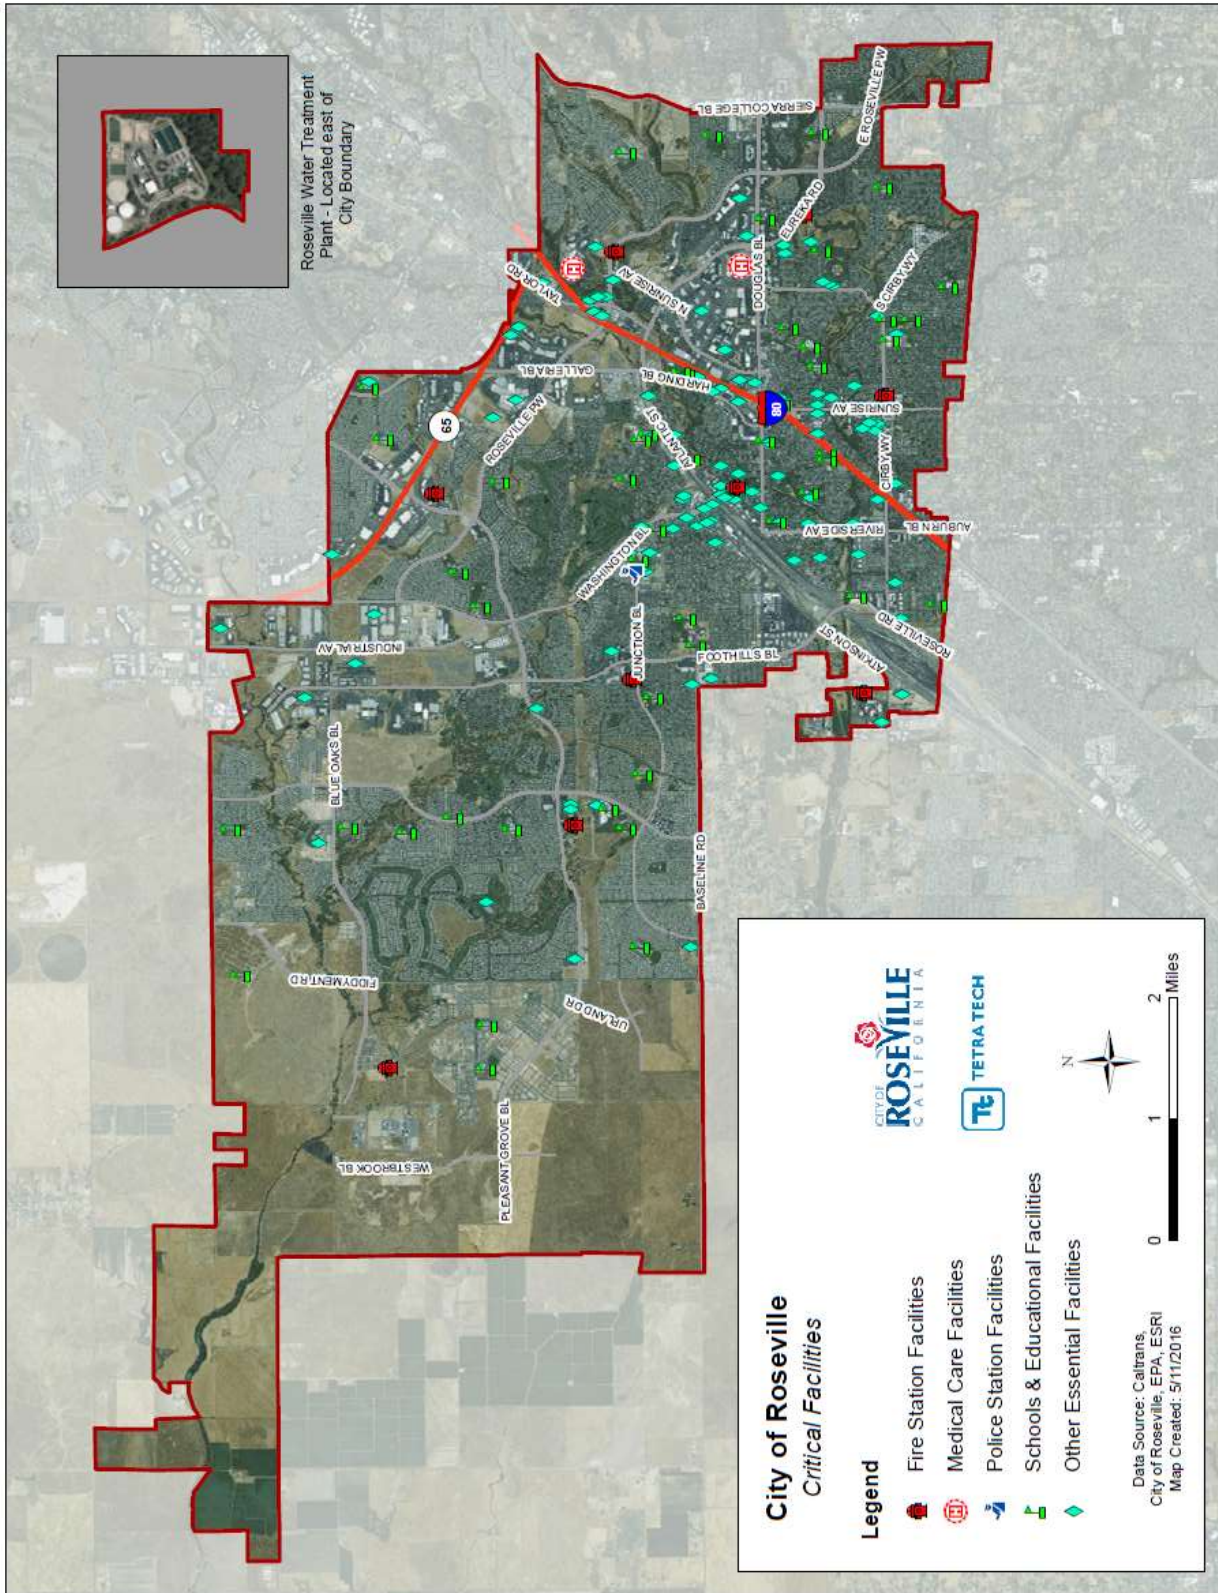 Roseville Water Treatment
Plant - Located east of
City Boundary
TAYLOR RD
SIERRA COLLEGE BL
E ROSEVILLE PW
EUREKA RD
DOUGLAS BL
N SUNRISE AV
S CIRBY WY
GALLERIA BL
HARDING BL
65
ROSEVILLE PW
ATLANTIC ST
80
SUNRISE AV
CIRBY WY
WASHINGTON BL
RIVERSIDE AV
AUBURN BL
INDUSTRIAL AV
JUNCTION BL
FOOTHILLS BL
ATKINSON ST
ROSEVILLE RD
BLUE OAKS BL
BASELINE RD
FIDDYMENT RD
UPLAND DR
PLEASANT GROVE BL
WESTBROOK BL
City of Roseville
Critical Facilities
Legend
H
Fire Station Facilities
Medical Care Facilities
Police Station Facilities
Schools & Educational Facilities
Other Essential Facilities
CITY OF
ROSEVILLE
CALIFORNIA
Tt TETRA TECH
N
0 1 2 Miles
Data Source: Caltrans,
City of Roseville, EPA, ESRI
Map Created: 5/11/2016